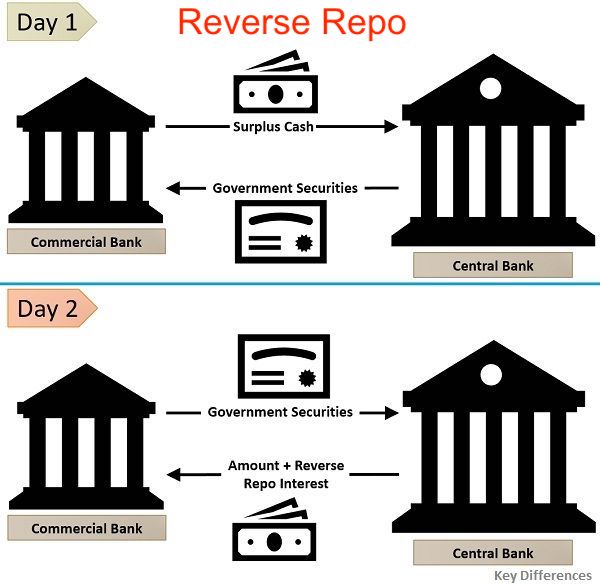 Day 1
Reverse Repo
Surplus Cash
Government Securities
Commercial Bank
Central Bank
Day 2
Government Securities
Amount + Reverse
Repo Interest
Commercial Bank
Central Bank
Key Differences